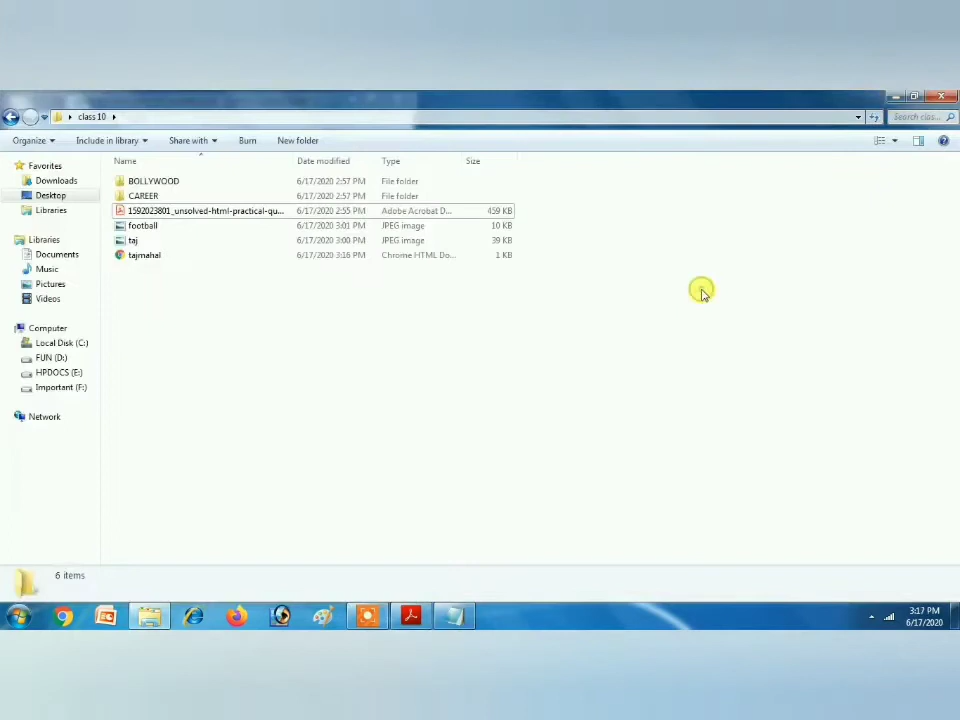 class 10
Search clas...
Organize
Include in library
Share with
Burn
New folder
Name
Date modified
Type
Size
Favorites
Downloads
Desktop
Libraries
Libraries
Documents
Music
Pictures
Videos
Computer
Local Disk (C:)
FUN (D:)
HPDOCS (E:)
Important (F:)
Network
BOLLYWOOD 6/17/2020 2:57 PM File folder
CAREER 6/17/2020 2:57 PM File folder
1592023801_unsolved-html-practical-qu... 6/17/2020 2:55 PM Adobe Acrobat D... 459 KB
football 6/17/2020 3:01 PM JPEG image 10 KB
taj 6/17/2020 3:00 PM JPEG image 39 KB
tajmahal 6/17/2020 3:16 PM Chrome HTML Do... 1 KB
6 items
3:17 PM
6/17/2020